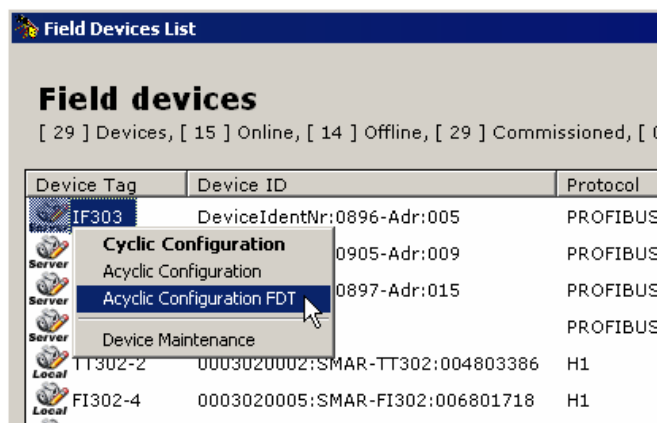 Field Devices List
Field devices
[ 29 ] Devices, [ 15 ] Online, [ 14 ] Offline, [ 29 ] Commissioned, [
Device Tag Device ID Protocol
Server IF303 DeviceIdentNr:0896-Adr:005 PROFIBUS
Cyclic Configuration
Server 0905-Adr:009 PROFIBUS
Acyclic Configuration
Server 0897-Adr:015 PROFIBUS
Acyclic Configuration FDT
Server PROFIBUS
Device Maintenance
Local TT302-2 0003020002:SMAR-TT302:004803386 H1
Local FI302-4 0003020005:SMAR-FI302:006801718 H1